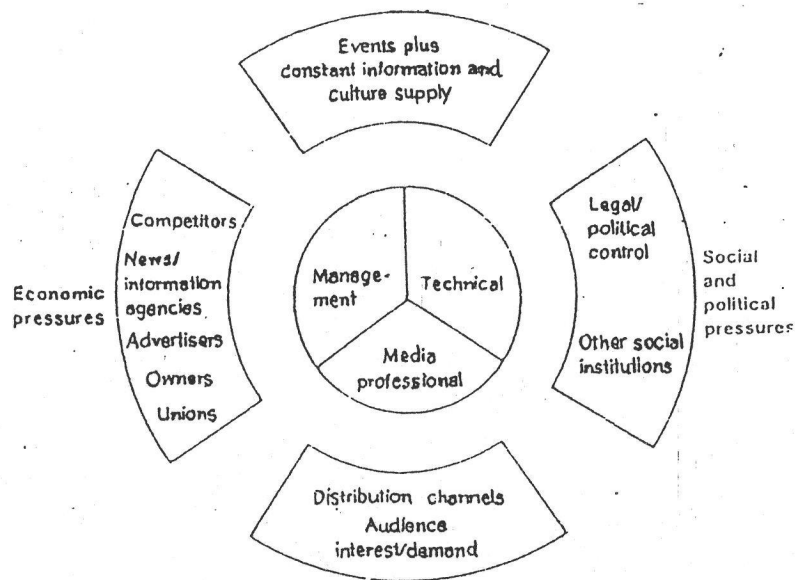 Events plus
constant information and
culture supply
Economic
pressures
Competitors
News/
information
agencies
Advertisers
Owners
Unions
Manage-
ment
Technical
Media
professional
Legal/
political
control
Other social
institutions
Social
and
political
pressures
Distribution channels
Audience
interest/demand